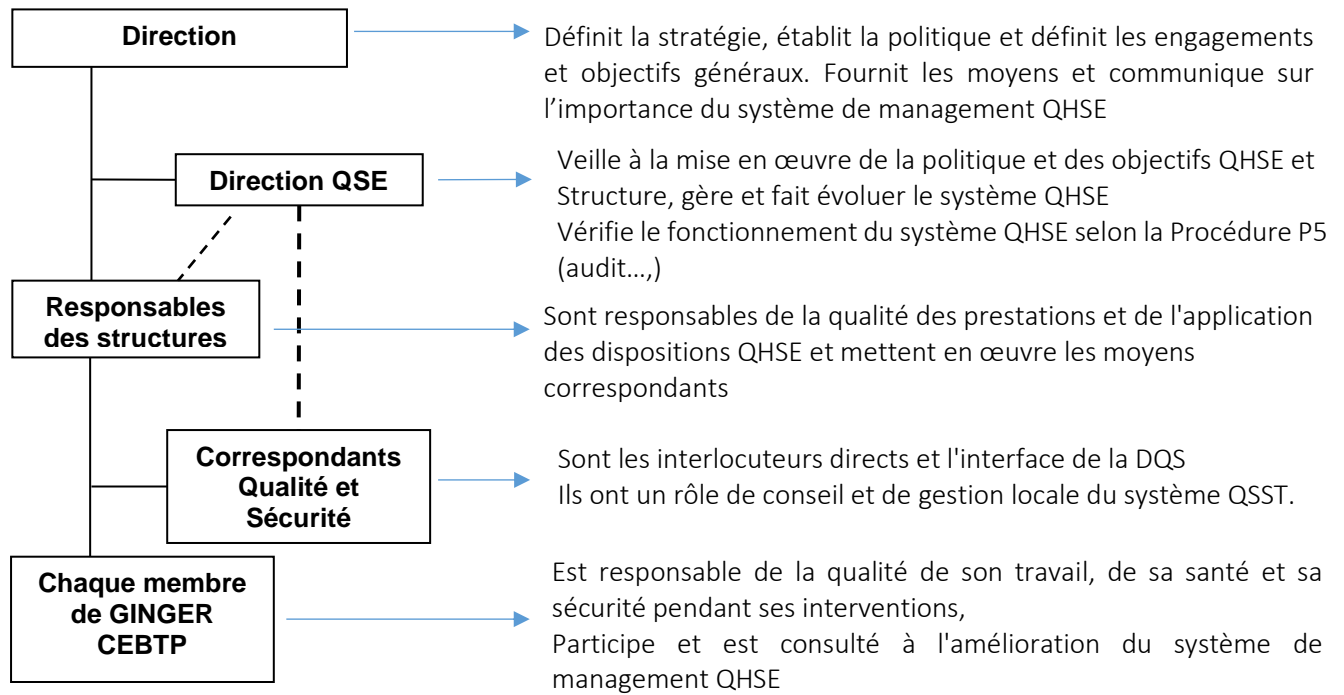 Direction
Définit la stratégie, établit la politique et définit les engagements
et objectifs généraux. Fournit les moyens et communique sur
l’importance du système de management QHSE
Direction QSE
Veille à la mise en œuvre de la politique et des objectifs QHSE et
Structure, gère et fait évoluer le système QHSE
Vérifie le fonctionnement du système QHSE selon la Procédure P5
(audit…,)
Responsables
des structures
Sont responsables de la qualité des prestations et de l'application
des dispositions QHSE et mettent en œuvre les moyens
correspondants
Correspondants
Qualité et
Sécurité
Sont les interlocuteurs directs et l'interface de la DQS
Ils ont un rôle de conseil et de gestion locale du système QSST.
Chaque membre
de GINGER
CEBTP
Est responsable de la qualité de son travail, de sa santé et sa
sécurité pendant ses interventions,
Participe et est consulté à l'amélioration du système de
management QHSE